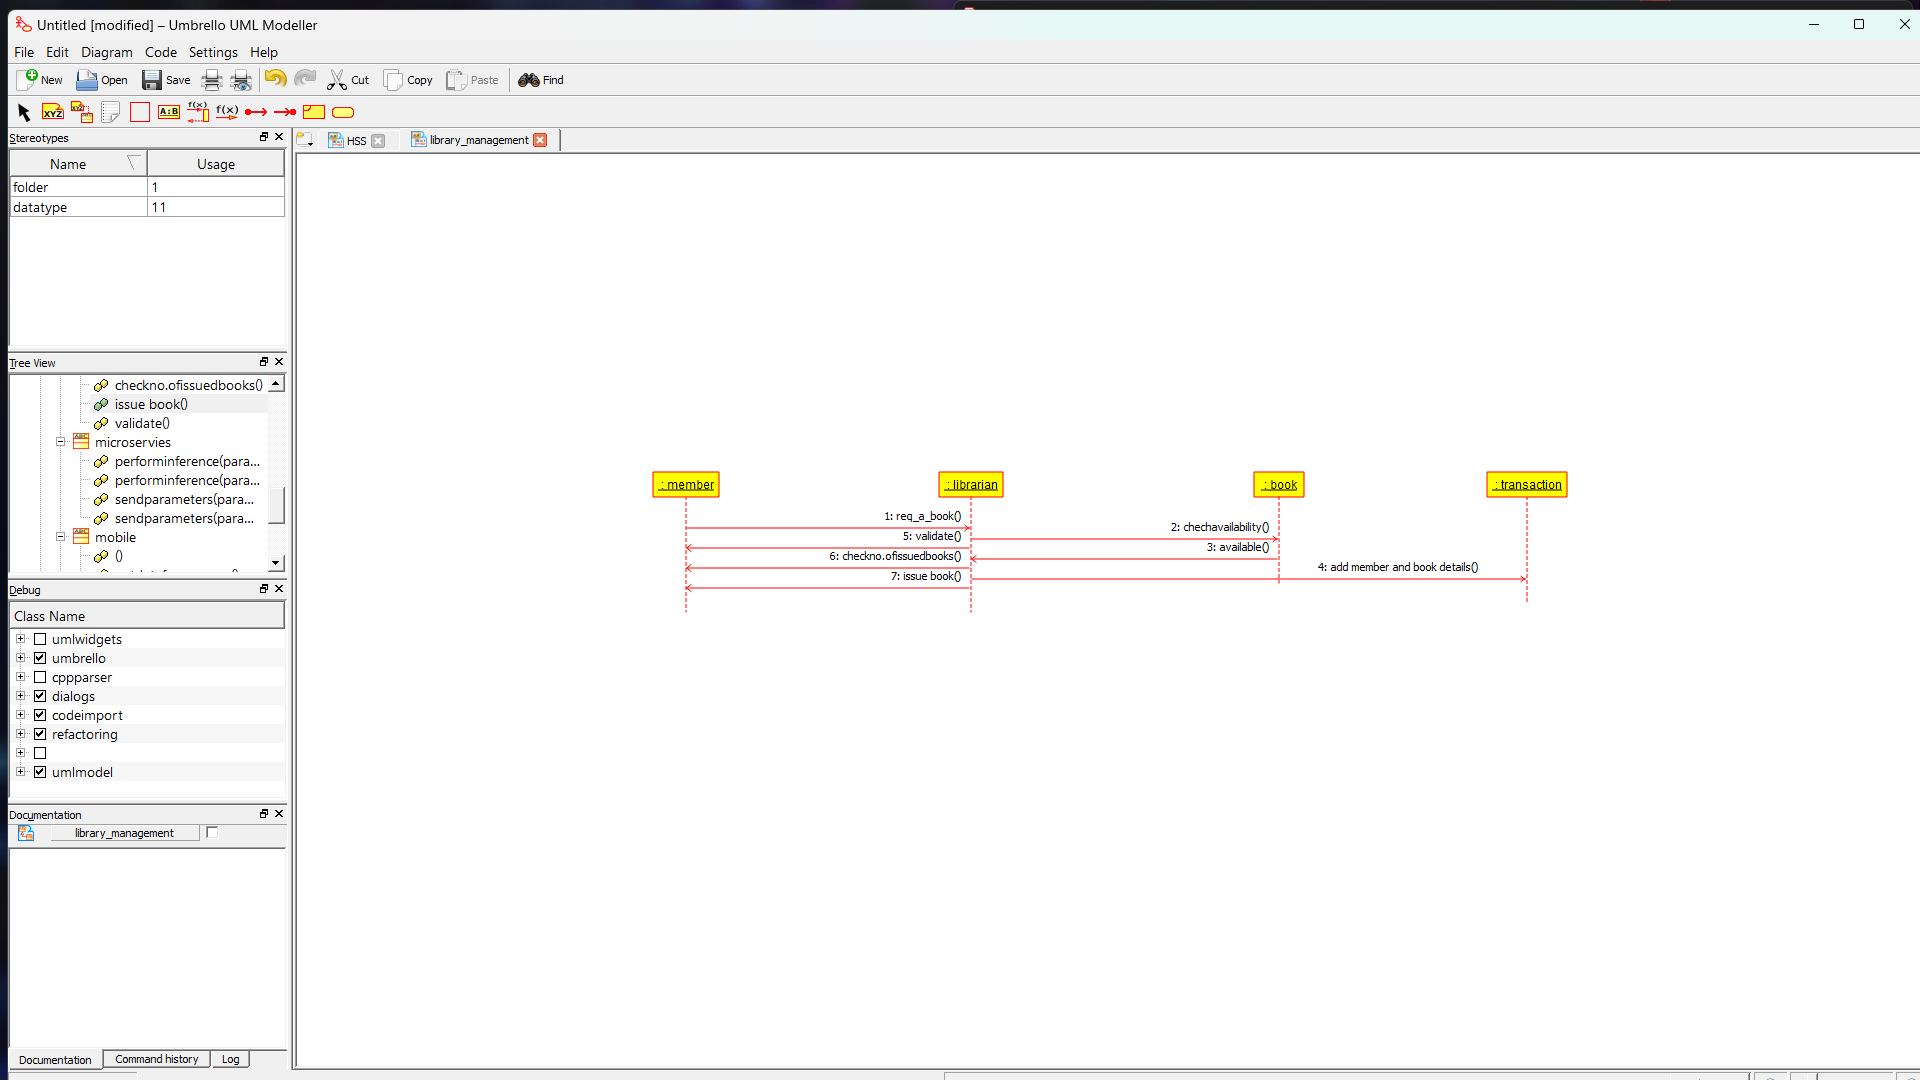 Untitled [modified] – Umbrello UML Modeller
File Edit Diagram Code Settings Help
New Open Save Cut Copy Paste Find
XYZ XYZ A:B f(x) f(x)
Stereotypes
HSS library_management
Name Usage
folder 1
datatype 11
Tree View
checkno.ofissuedbooks()
issue book()
validate()
microservies
performinference(para...
performinference(para...
sendparameters(para...
sendparameters(para...
mobile
()
: member : librarian : book : transaction
1: req_a_book()
2: chechavailability()
5: validate()
3: available()
6: checkno.ofissuedbooks()
4: add member and book details()
7: issue book()
Debug
Class Name
umlwidgets
umbrello
cppparser
dialogs
codeimport
refactoring
umlmodel
Documentation
library_management
Documentation Command history Log